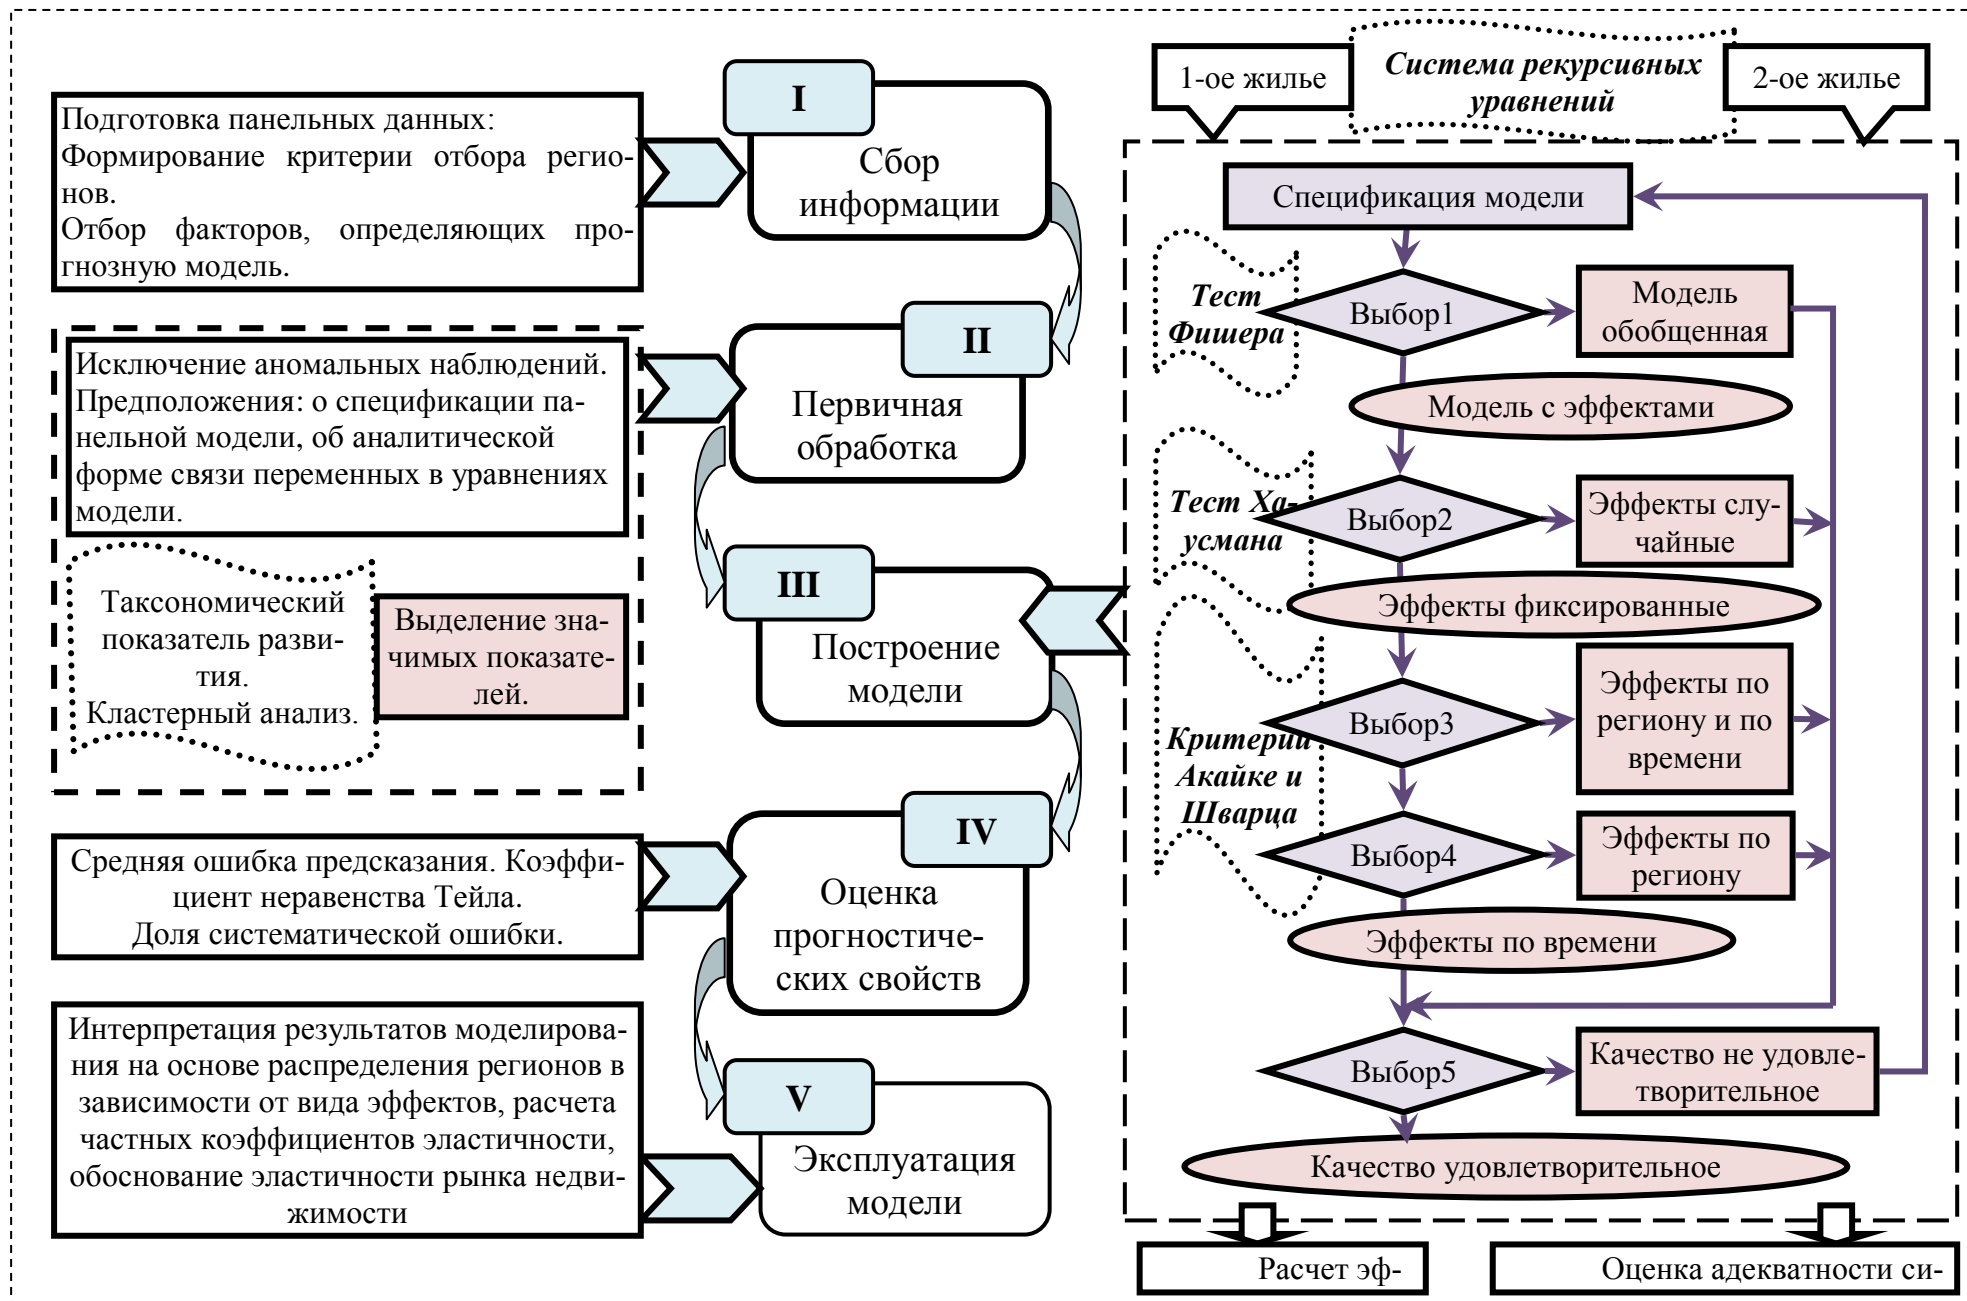 Подготовка панельных данных:
Формирование критерии отбора регио-
нов.
Отбор факторов, определяющих про-
гнозную модель.
I
Сбор
информации
Исключение аномальных наблюдений.
Предположения: о спецификации па-
нельной модели, об аналитической
форме связи переменных в уравнениях
модели.
Таксономический
показатель разви-
тия.
Кластерный анализ.
Выделение зна-
чимых показате-
лей.
II
Первичная
обработка
III
Построение
модели
Средняя ошибка предсказания. Коэффи-
циент неравенства Тейла.
Доля систематической ошибки.
IV
Оценка
прогностиче-
ских свойств
Интерпретация результатов моделирова-
ния на основе распределения регионов в
зависимости от вида эффектов, расчета
частных коэффициентов эластичности,
обоснование эластичности рынка недви-
жимости
V
Эксплуатация
модели
1-ое жилье
Система рекурсивных
уравнений
2-ое жилье
Спецификация модели
Тест
Фишера
Выбор1
Модель
обобщенная
Модель с эффектами
Тест Ха-
усмана
Выбор2
Эффекты слу-
чайные
Эффекты фиксированные
Критерии
Акайке и
Шварца
Выбор3
Эффекты по
региону и по
времени
Выбор4
Эффекты по
региону
Эффекты по времени
Выбор5
Качество не удовле-
творительное
Качество удовлетворительное
Расчет эф-
Оценка адекватности си-